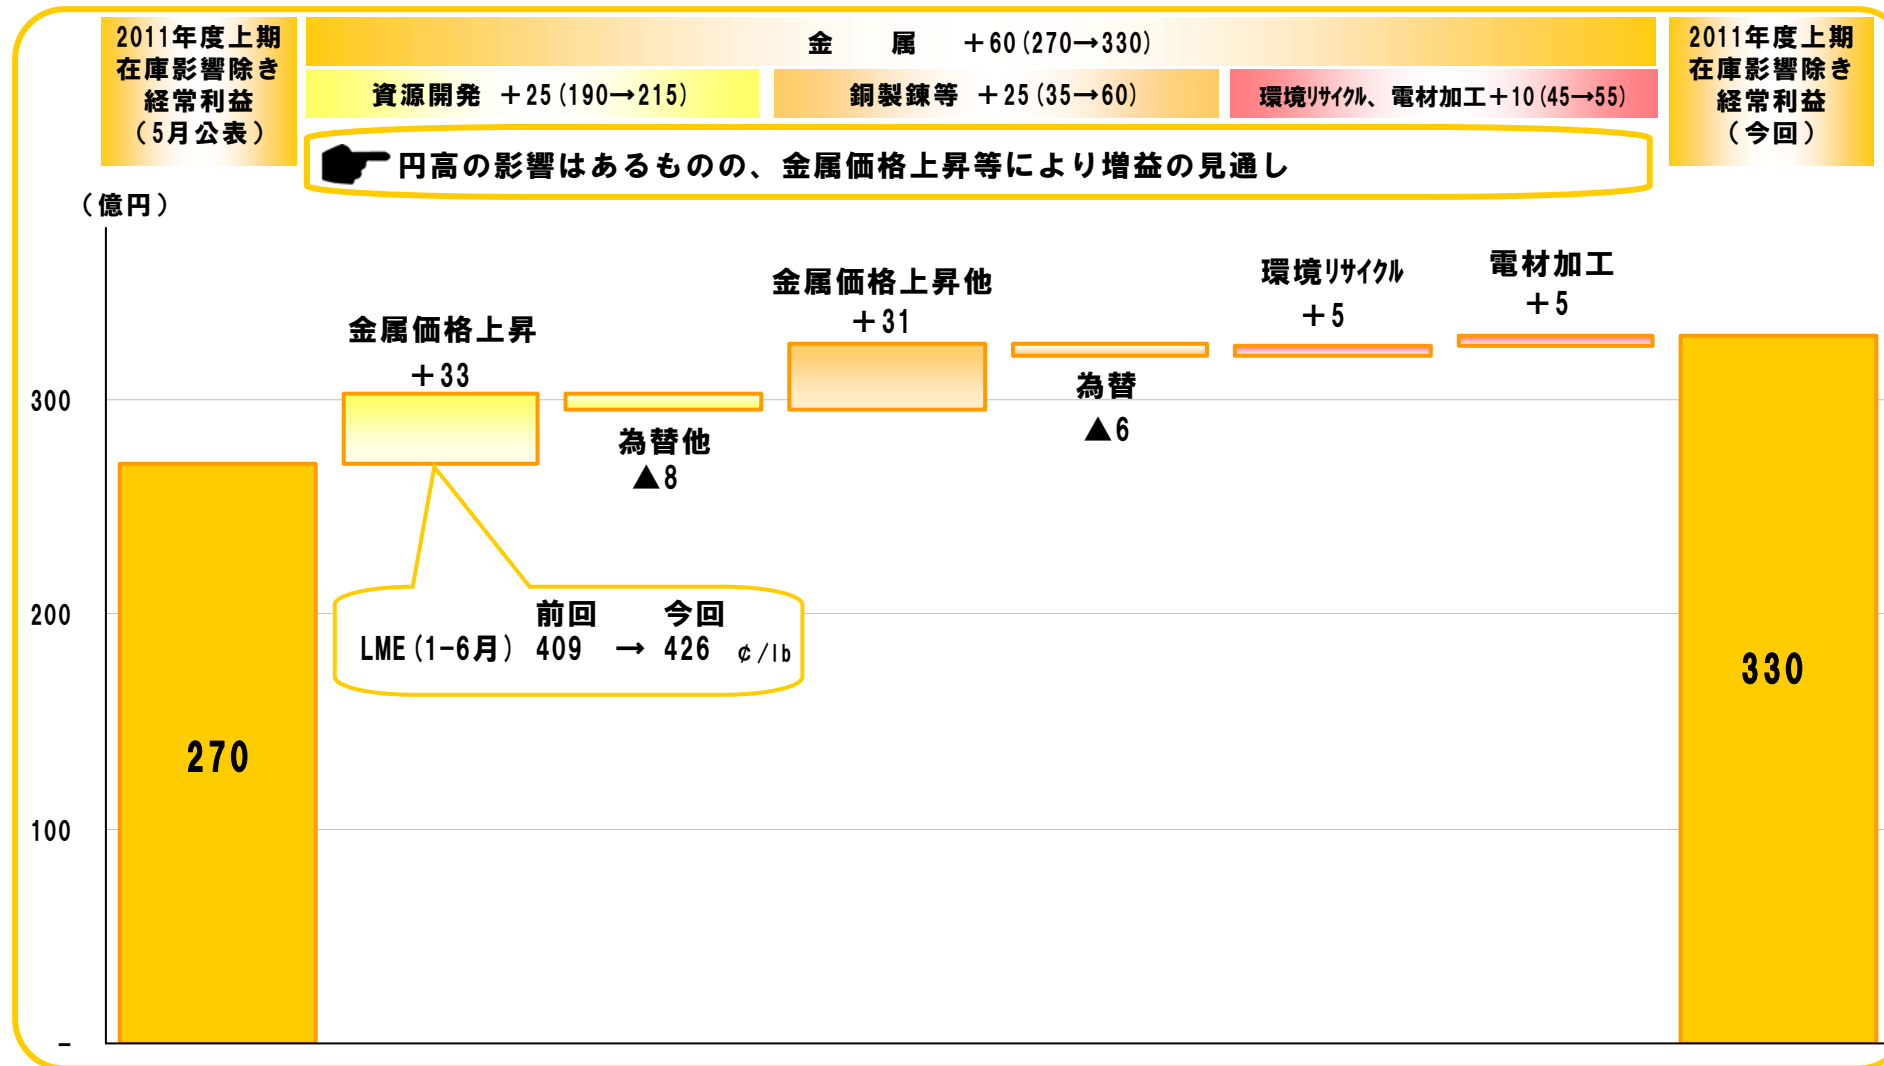 2011年度上期
在庫影響除き
経常利益
（5月公表）
金　　属　＋60(270→330)
資源開発 ＋25(190→215)
銅製錬等 ＋25(35→60)
環境ﾘｻｲｸﾙ、電材加工＋10(45→55)
2011年度上期
在庫影響除き
経常利益
（今回）
円高の影響はあるものの、金属価格上昇等により増益の見通し
（億円）
金属価格上昇
＋33
為替他
▲8
金属価格上昇他
＋31
為替
▲6
環境ﾘｻｲｸﾙ
＋5
電材加工
＋5
300
200
100
-
270
前回　今回
LME(1-6月) 409 → 426 ¢/lb
330